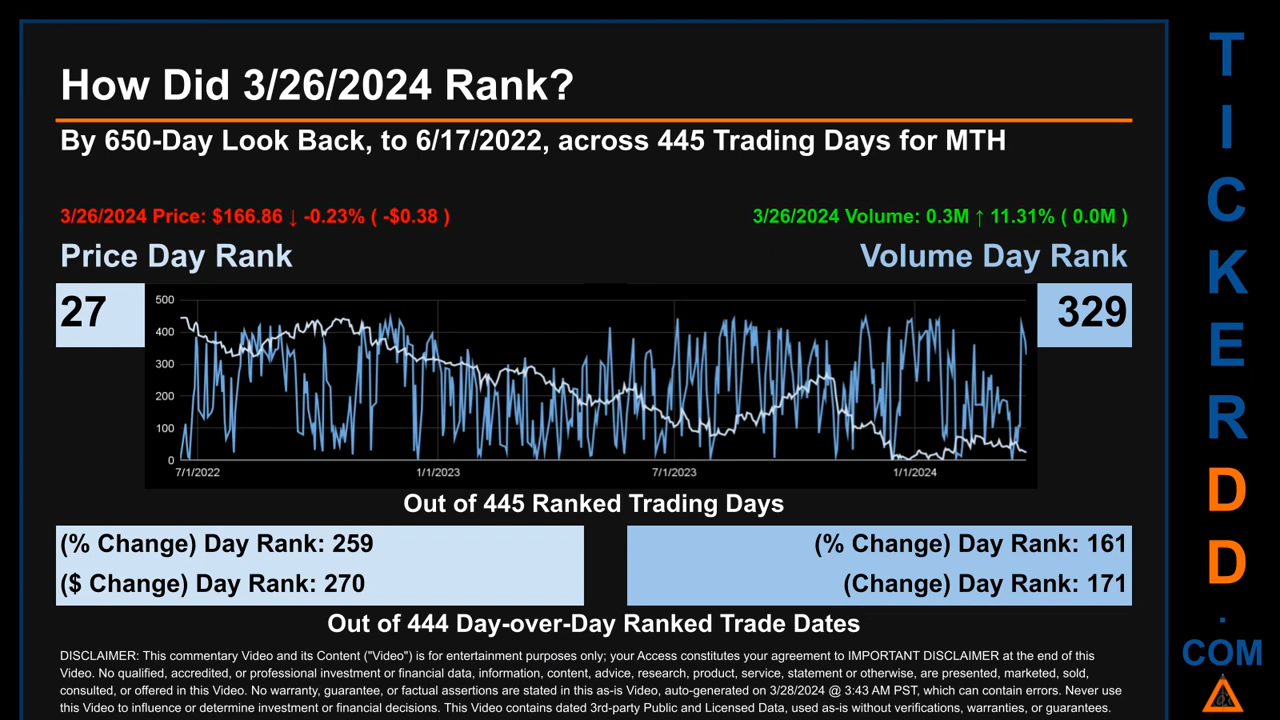 How Did 3/26/2024 Rank?
By 650-Day Look Back, to 6/17/2022, across 445 Trading Days for MTH
3/26/2024 Price: $166.86 ↓ -0.23% ( -$0.38 )
3/26/2024 Volume: 0.3M ↑ 11.31% ( 0.0M )
Price Day Rank
Volume Day Rank
27
329
500
400
300
200
100
0
7/1/2022
1/1/2023
7/1/2023
1/1/2024
Out of 445 Ranked Trading Days
(% Change) Day Rank: 259
($ Change) Day Rank: 270
(% Change) Day Rank: 161
(Change) Day Rank: 171
Out of 444 Day-over-Day Ranked Trade Dates
DISCLAIMER: This commentary Video and its Content ("Video") is for entertainment purposes only; your Access constitutes your agreement to IMPORTANT DISCLAIMER at the end of this
Video. No qualified, accredited, or professional investment or financial data, information, content, advice, research, product, service, statement or otherwise, are presented, marketed, sold,
consulted, or offered in this Video. No warranty, guarantee, or factual assertions are stated in this as-is Video, auto-generated on 3/28/2024 @ 3:43 AM PST, which can contain errors. Never use
this Video to influence or determine investment or financial decisions. This Video contains dated 3rd-party Public and Licensed Data, used as-is without verifications, warranties, or guarantees.
T
I
C
K
E
R
D
D
.
COM